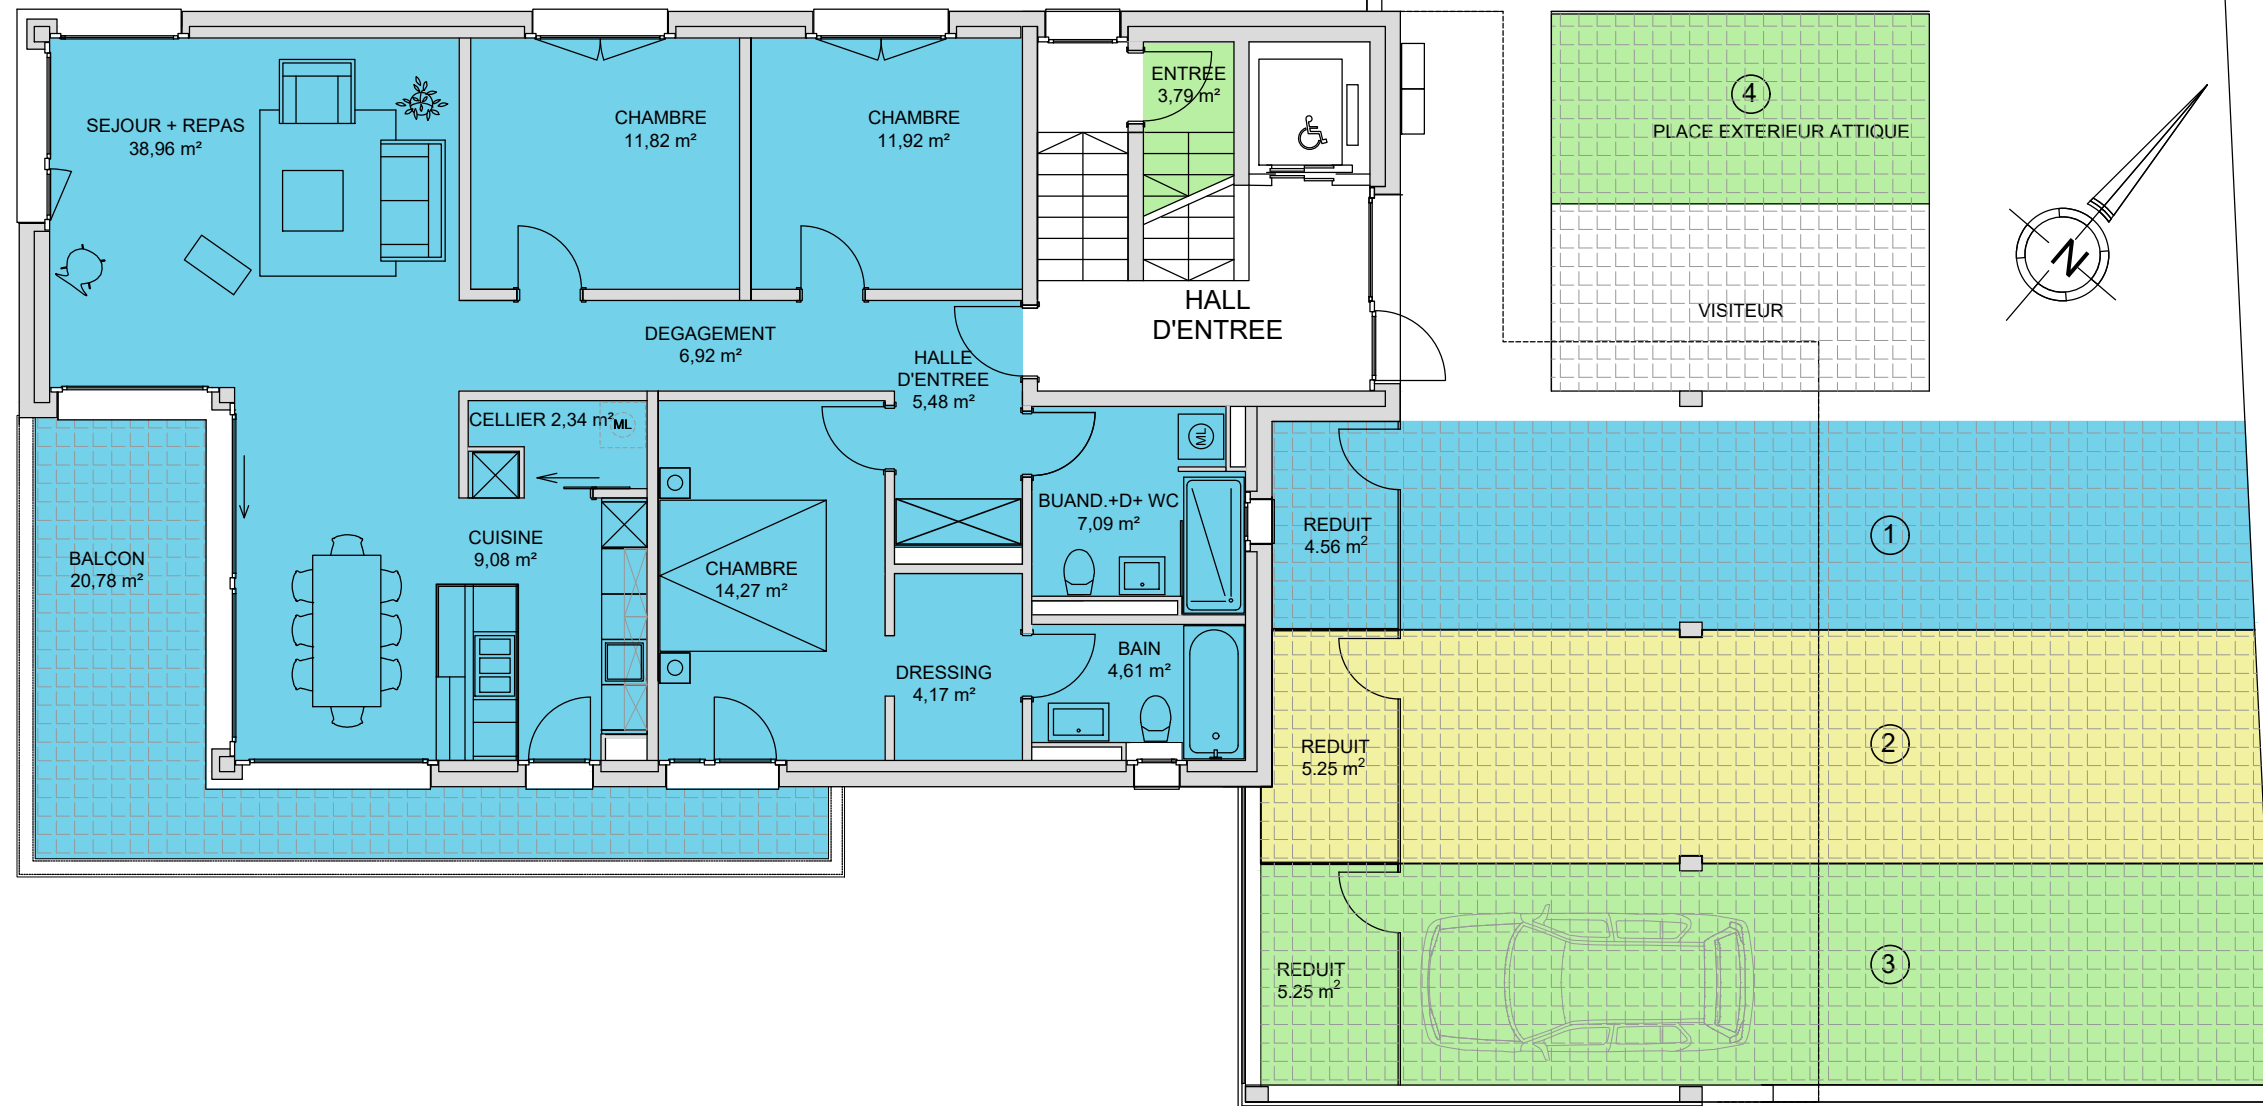 SEJOUR + REPAS
38,96 m²
CHAMBRE
11,82 m²
CHAMBRE
11,92 m²
ENTREE
3,79 m²
4
PLACE EXTERIEUR ATTIQUE
VISITEUR
N
HALL
D'ENTREE
DEGAGEMENT
6,92 m²
HALLE
D'ENTREE
5,48 m²
CELLIER 2,34 m²
ML
ML
BALCON
20,78 m²
CUISINE
9,08 m²
CHAMBRE
14,27 m²
BUAND.+D+ WC
7,09 m²
DRESSING
4,17 m²
BAIN
4,61 m²
REDUIT
4.56 m²
1
REDUIT
5.25 m²
2
REDUIT
5.25 m²
3